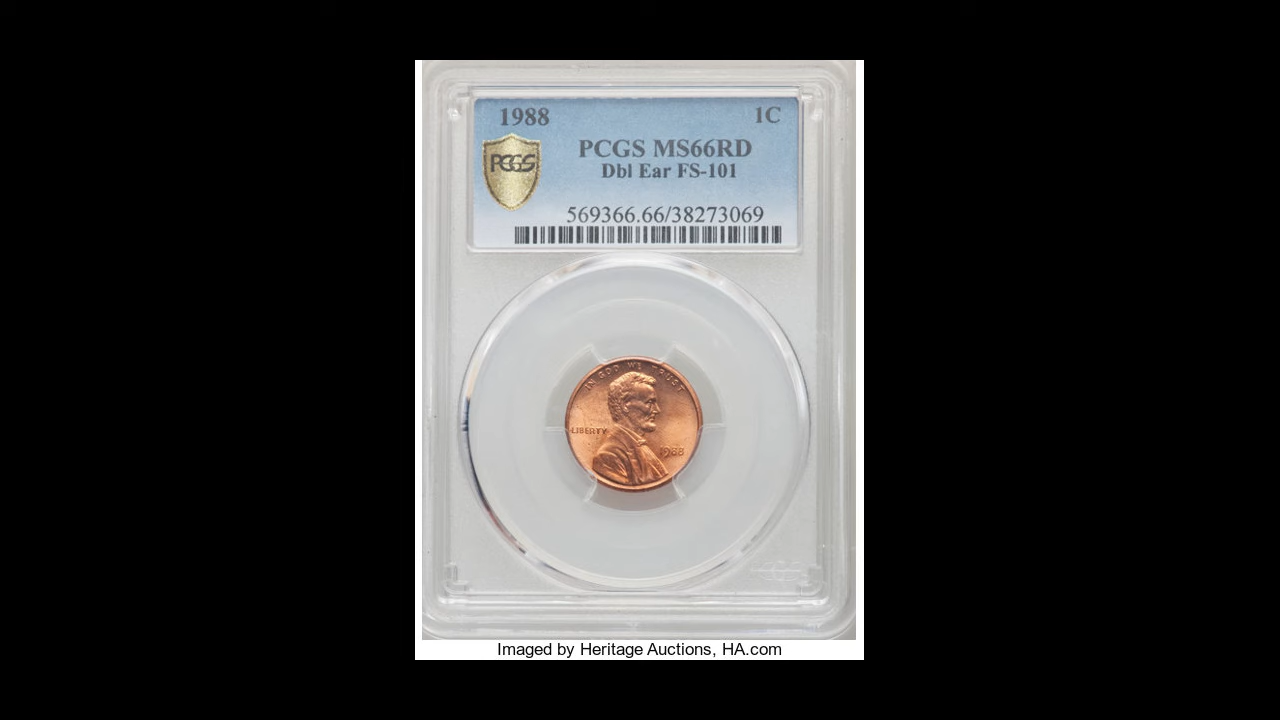 1988 1C
PCGS MS66RD
PCGS
Dbl Ear FS-101
569366.66/38273069
IN GOD WE TRUST
LIBERTY
1988
PCGS
Imaged by Heritage Auctions, HA.com